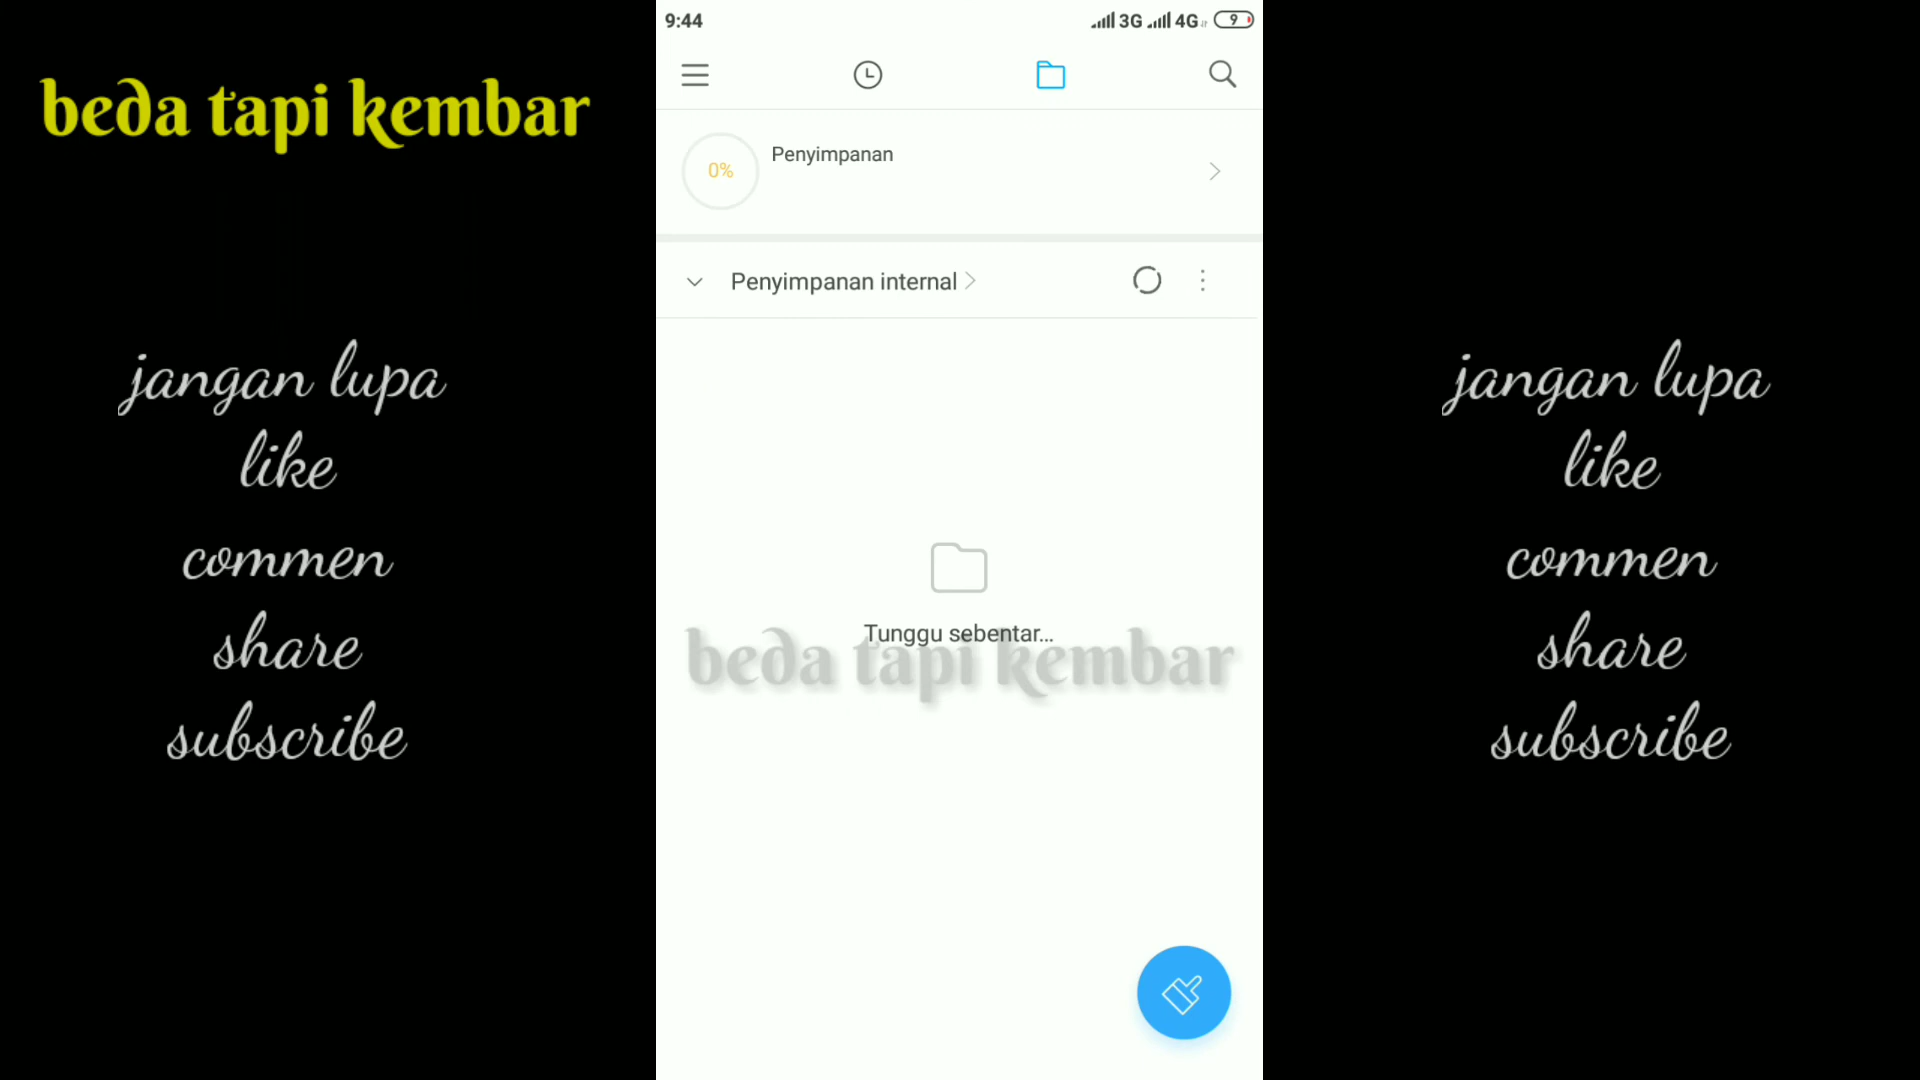 beda tapi kembar
jangan lupa
like
commen
share
subscribe
9:44
3G 4G 9
0% Penyimpanan
Penyimpanan internal
Tunggu sebentar...
beda tapi kembar
jangan lupa
like
commen
share
subscribe